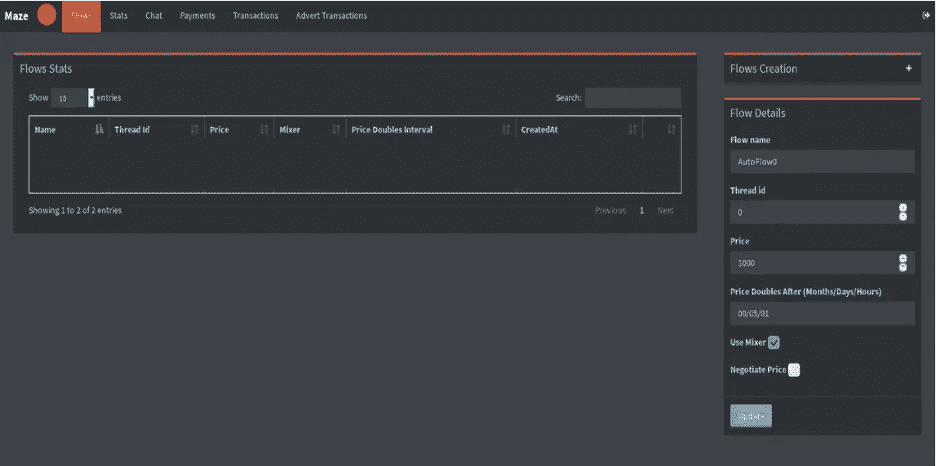 Maze Flows Stats Chat Payments Transactions Advert Transactions
Flows Stats
Show 10 entries Search:
Name Thread Id Price Mixer Price Doubles Interval CreatedAt
Showing 1 to 2 of 2 entries Previous 1 Next
Flows Creation +
Flow Details
Flow name
AutoFlow0
Thread id
0
Price
1000
Price Doubles After (Months/Days/Hours)
00/05/01
Use Mixer
Negotiate Price
Update